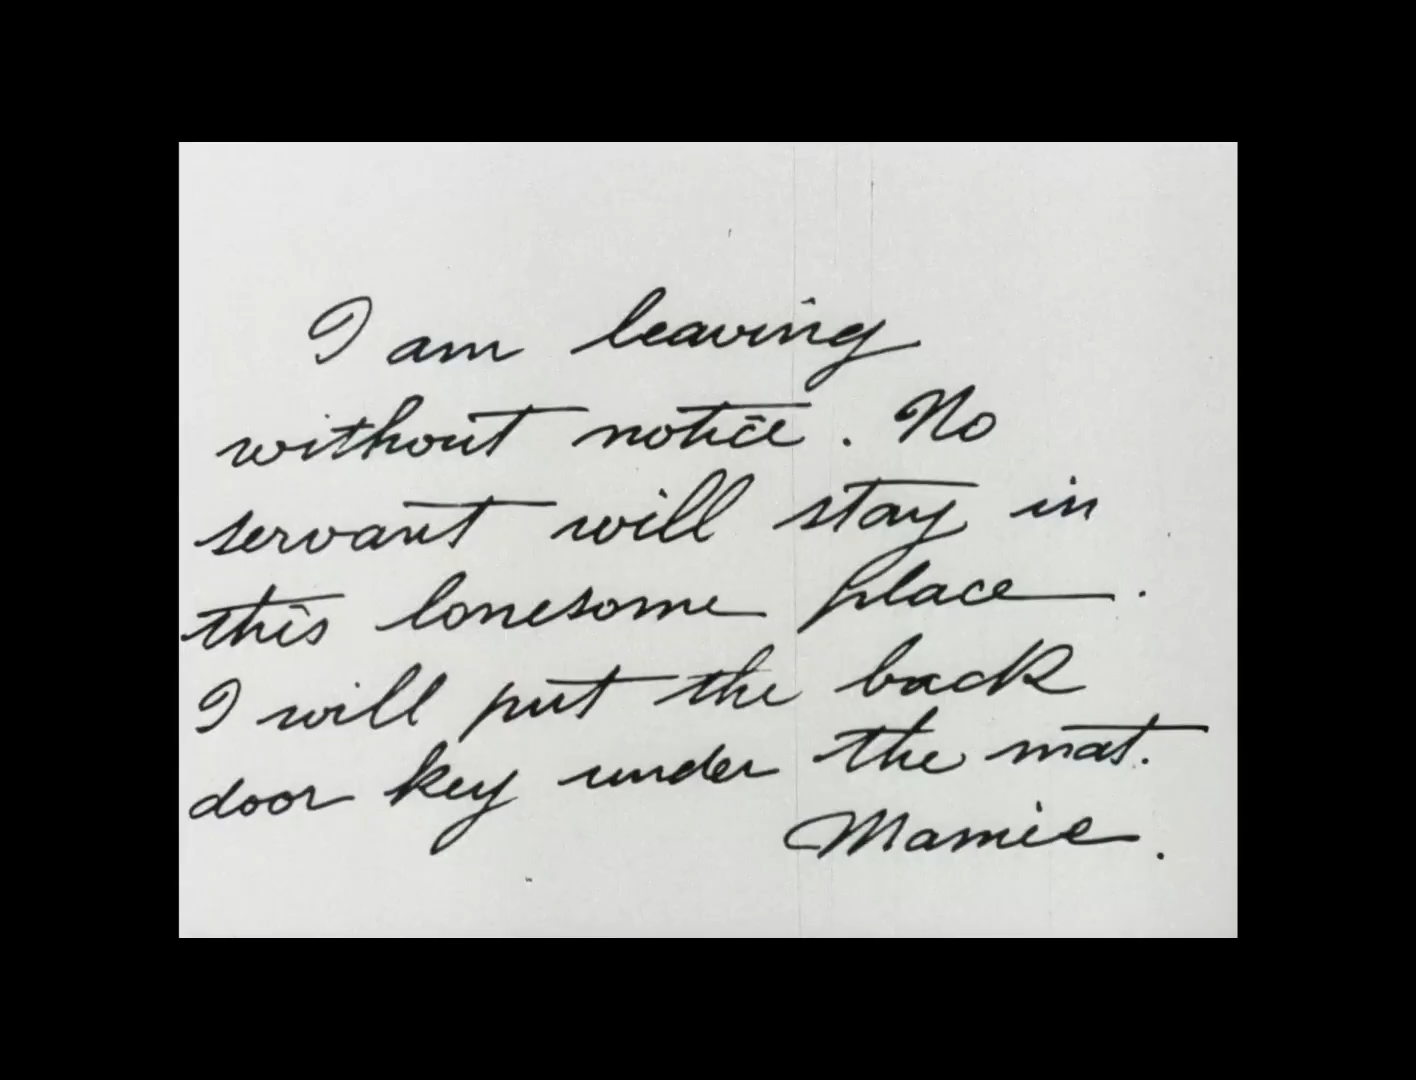 I am leaving
without notice. No
servant will stay in
this lonesome place.
I will put the back
door key under the mat.
Mamie.